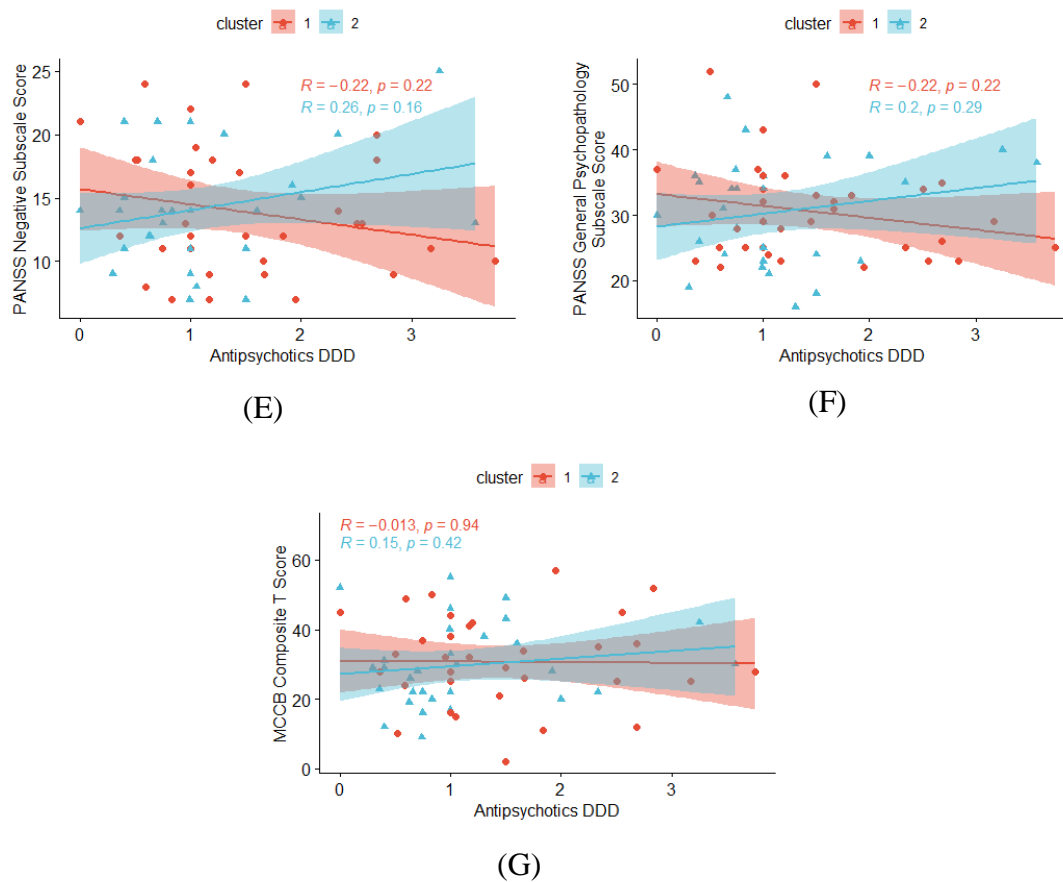 cluster 1 2
PANSS Negative Subscale Score
25
20
15
10
R = −0.22, p = 0.22
R = 0.26, p = 0.16
0 1 2 3
Antipsychotics DDD
(E)
cluster 1 2
PANSS General Psychopathology
Subscale Score
50
40
30
20
R = −0.22, p = 0.22
R = 0.2, p = 0.29
0 1 2 3
Antipsychotics DDD
(F)
cluster 1 2
MCCB Composite T Score
60
40
20
0
R = −0.013, p = 0.94
R = 0.15, p = 0.42
0 1 2 3
Antipsychotics DDD
(G)